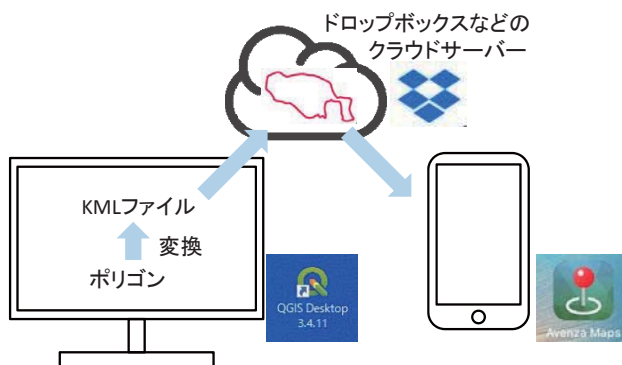 ドロップボックスなどの
クラウドサーバー
KMLファイル
変換
ポリゴン
QGIS Desktop
3.4.11
Avenza Maps